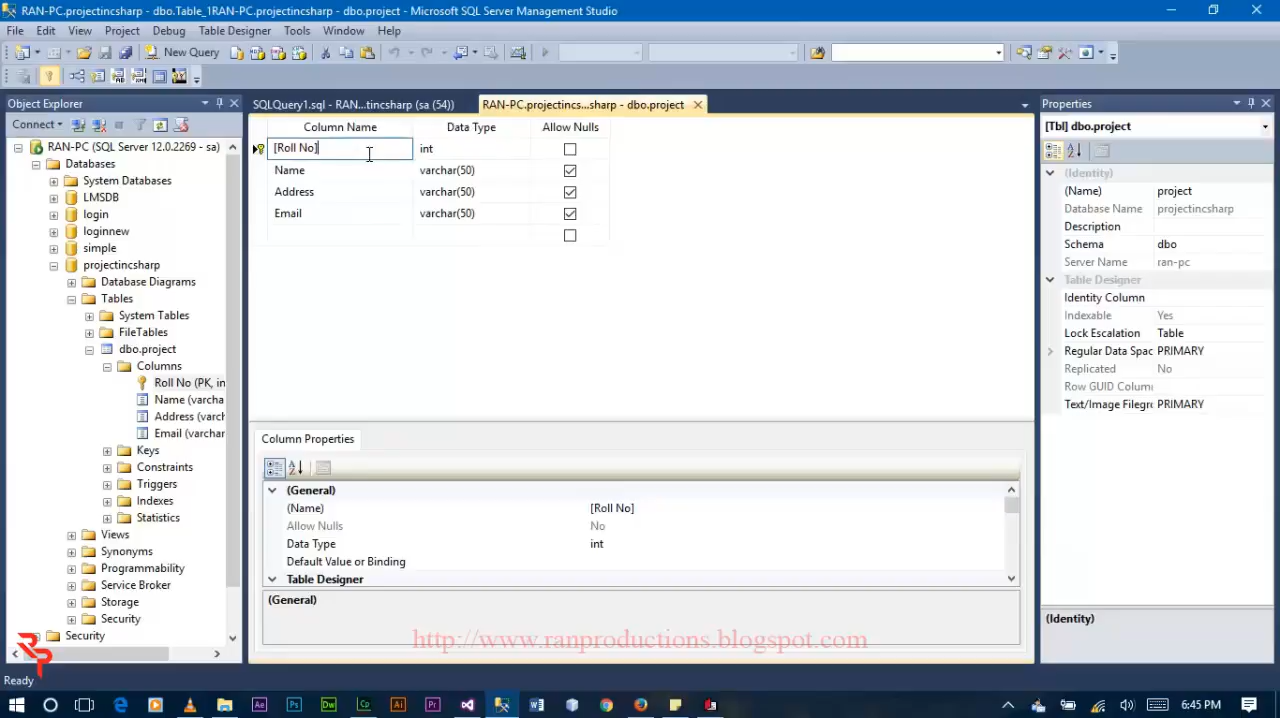 RAN-PC.projectincsharp - dbo.Table_1RAN-PC.projectincsharp - dbo.project - Microsoft SQL Server Management Studio
File Edit View Project Debug Table Designer Tools Window Help
New Query
Object Explorer
Connect
RAN-PC (SQL Server 12.0.2269 - sa)
Databases
System Databases
LMSDB
login
loginnew
simple
projectincsharp
Database Diagrams
Tables
System Tables
FileTables
dbo.project
Columns
Roll No (PK, in
Name (varcha
Address (varch
Email (varchar
Keys
Constraints
Triggers
Indexes
Statistics
Views
Synonyms
Programmability
Service Broker
Storage
Security
Security
SQLQuery1.sql - RAN...tincsharp (sa (54))
RAN-PC.projectincs...sharp - dbo.project
Column Name Data Type Allow Nulls
[Roll No] int
Name varchar(50)
Address varchar(50)
Email varchar(50)
Column Properties
(General)
(Name) [Roll No]
Allow Nulls No
Data Type int
Default Value or Binding
Table Designer
(General)
http://www.ranproductions.blogspot.com
Properties
[Tbl] dbo.project
(Identity)
(Name) project
Database Name projectincsharp
Description
Schema dbo
Server Name ran-pc
Table Designer
Identity Column
Indexable Yes
Lock Escalation Table
Regular Data Spac PRIMARY
Replicated No
Row GUID Column
Text/Image Filegro PRIMARY
(Identity)
RP
Ready
Ae Ps Dw Cp Ai Pr
6:45 PM